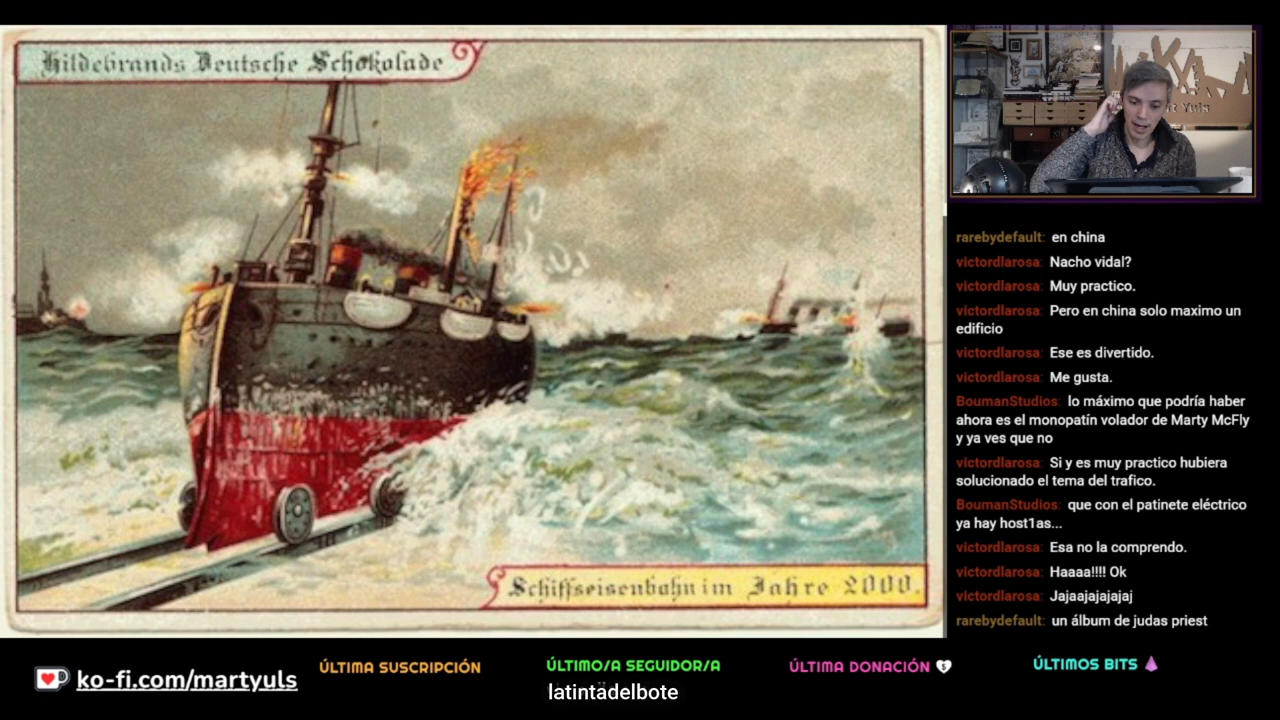 Hildebrands Deutsche Schokolade
Schiffseisenbahn im Jahre 2000.
rarebydefault: en china
victordlarosa: Nacho vidal?
victordlarosa: Muy practico.
victordlarosa: Pero en china solo maximo un
edificio
victordlarosa: Ese es divertido.
victordlarosa: Me gusta.
BoumanStudios: lo máximo que podría haber
ahora es el monopatín volador de Marty McFly
y ya ves que no
victordlarosa: Si y es muy practico hubiera
solucionado el tema del trafico.
BoumanStudios: que con el patinete eléctrico
ya hay host1as...
victordlarosa: Esa no la comprendo.
victordlarosa: Haaaa!!!! Ok
victordlarosa: Jajaajajajajaj
rarebydefault: un álbum de judas priest
ko-fi.com/martyuls
ÚLTIMA SUSCRIPCIÓN
ÚLTIMO/A SEGUIDOR/A
latintädelbote
ÚLTIMA DONACIÓN
ÚLTIMOS BITS